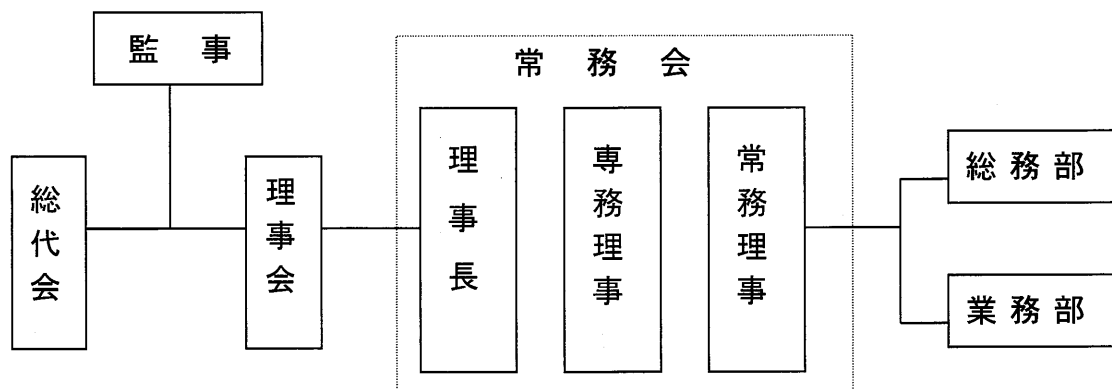 監事
常務会
総代会
理事会
理事長
専務理事
常務理事
総務部
業務部